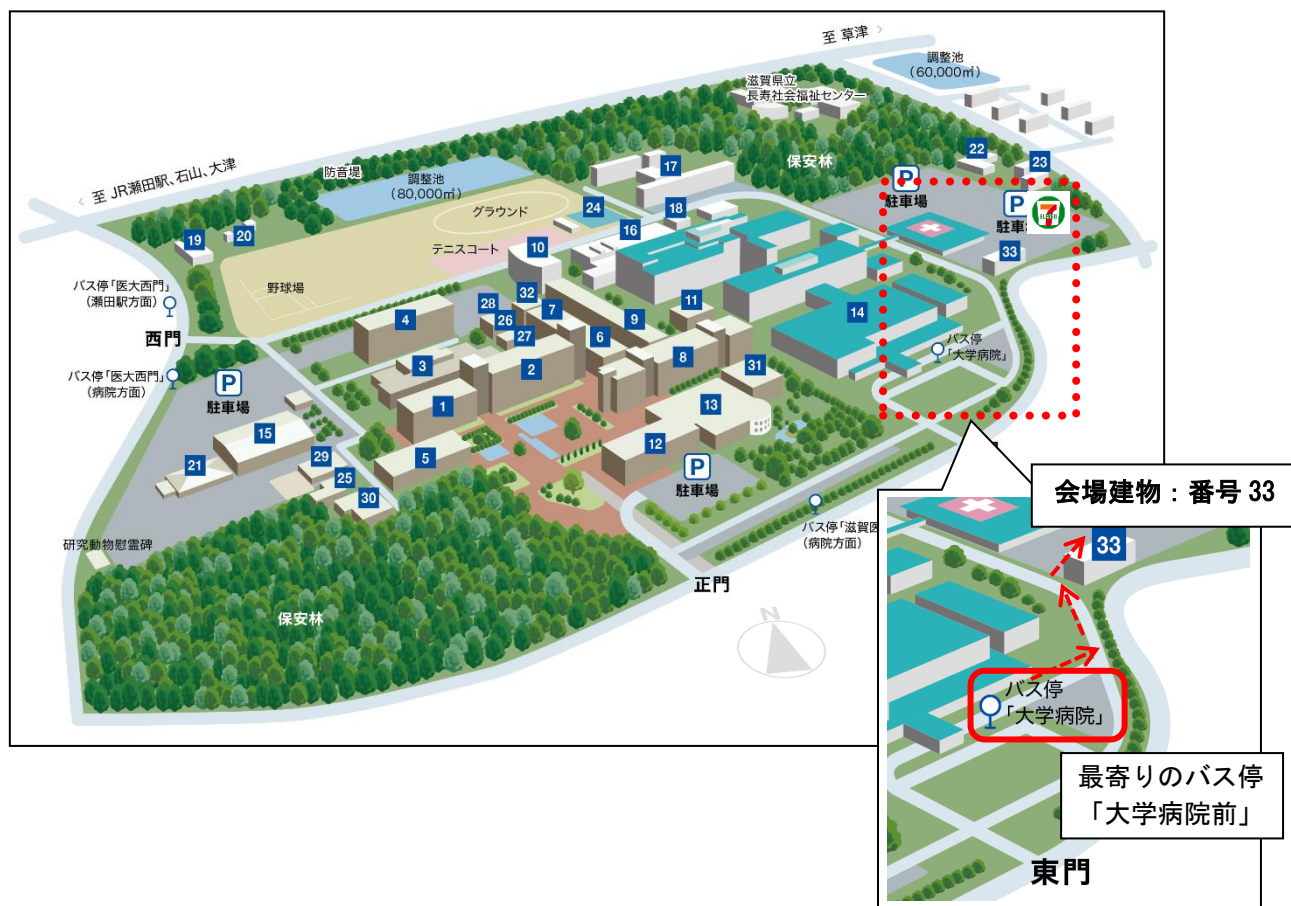 至 草津
調整池
(60,000㎡)
滋賀県立
長寿社会福祉センター
保安林
22
23
P
駐車場
P
駐車場
7
ELEVEN
33
至 JR瀬田駅、石山、大津
防音堤
調整池
(80,000㎡)
グラウンド
テニスコート
野球場
17
24
18
16
10
19
20
バス停「医大西門」
(瀬田駅方面)
西門
バス停「医大西門」
(病院方面)
P
駐車場
4
28
32
7
26
27
9
6
11
14
3
2
8
31
1
13
5
12
15
21
29
25
30
バス停
「大学病院」
P
駐車場
バス停「滋賀医
(病院方面)
研究動物慰霊碑
保安林
正門
N
会場建物：番号 33
33
バス停
「大学病院」
最寄りのバス停
「大学病院前」
東門